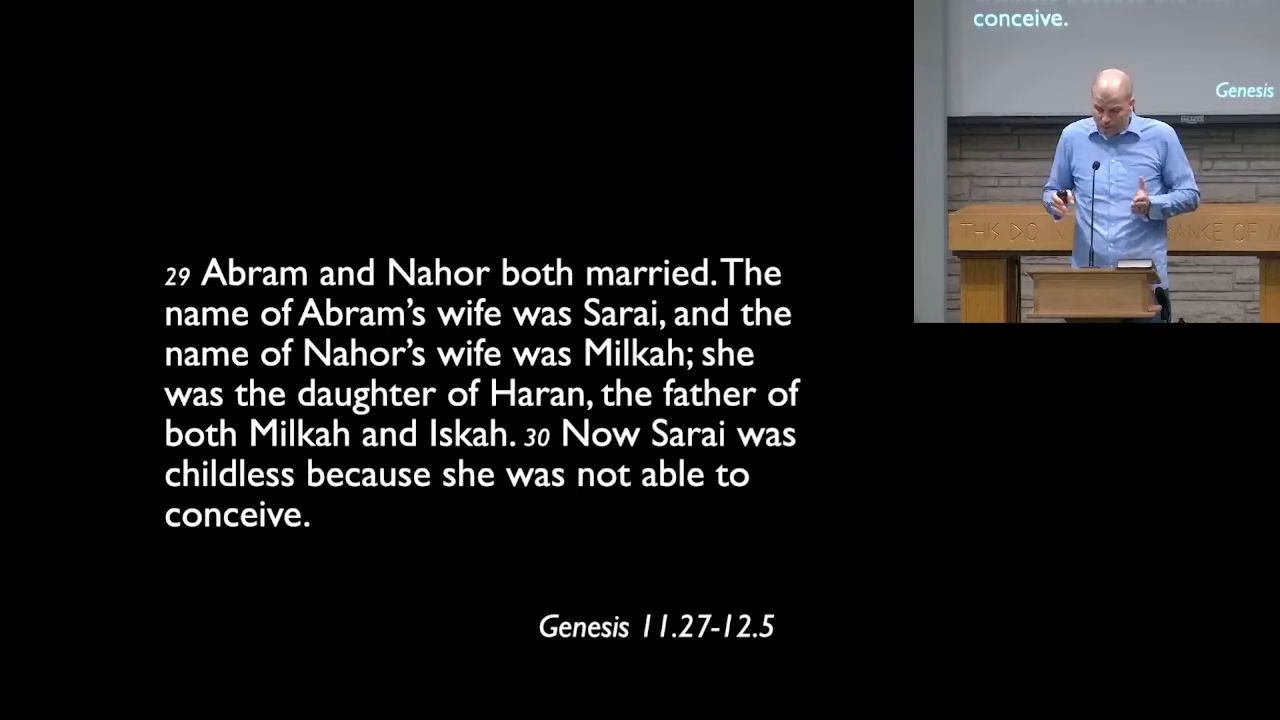 29 Abram and Nahor both married. The
name of Abram’s wife was Sarai, and the
name of Nahor’s wife was Milkah; she
was the daughter of Haran, the father of
both Milkah and Iskah. 30 Now Sarai was
childless because she was not able to
conceive.
Genesis 11.27-12.5
conceive.
Genesis
THIS DO